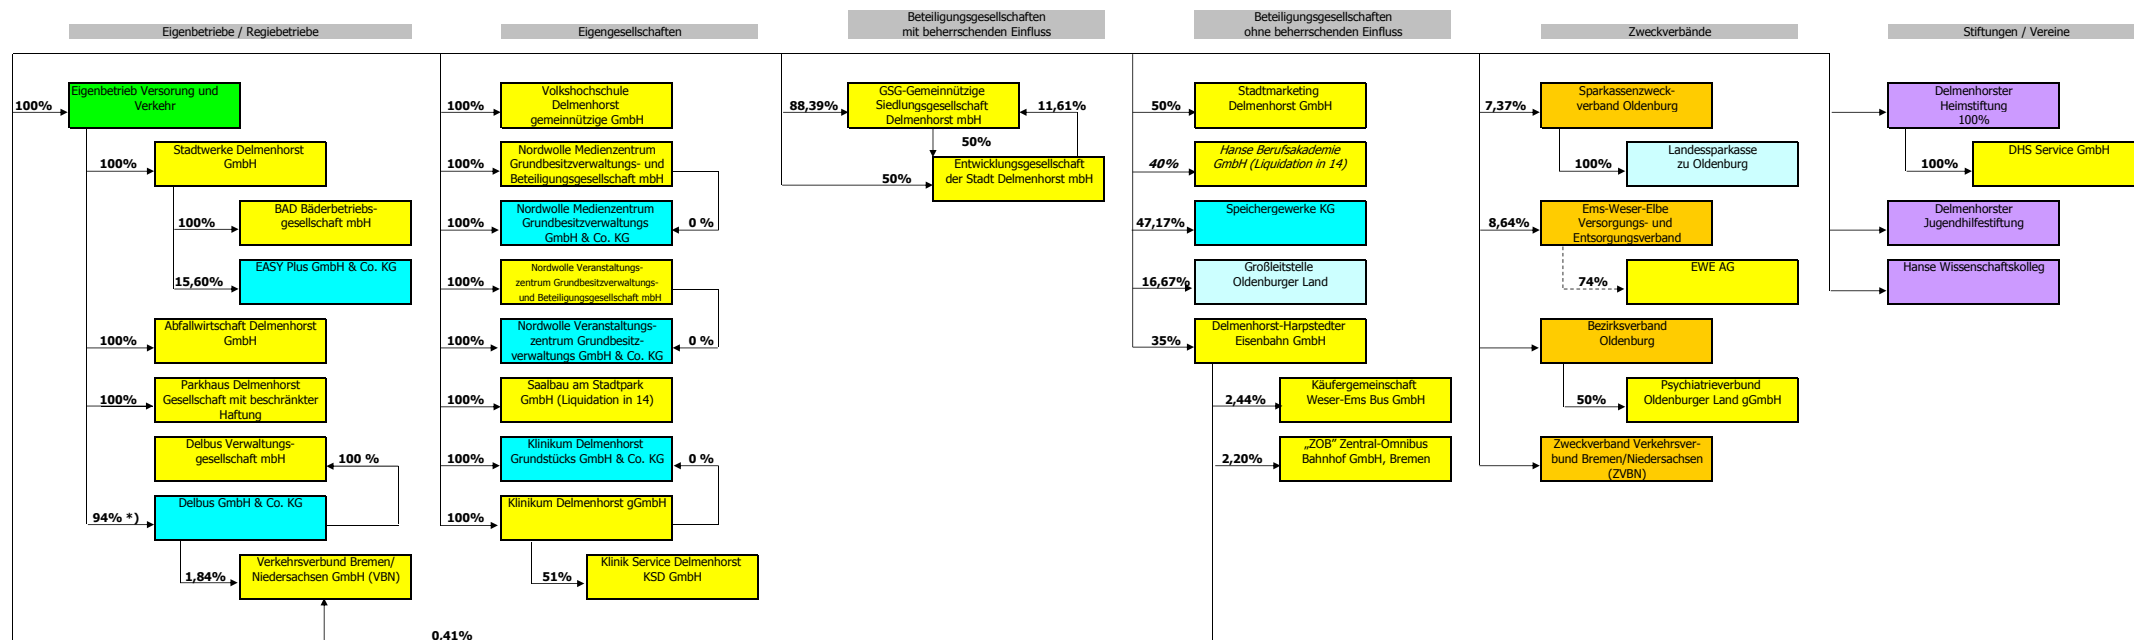 Eigenbetriebe / Regiebetriebe
Eigengesellschaften
Beteiligungsgesellschaften
mit beherrschenden Einfluss
Beteiligungsgesellschaften
ohne beherrschenden Einfluss
Zweckverbände
Stiftungen / Vereine
100%
Eigenbetrieb Versorung und
Verkehr
100%
Stadtwerke Delmenhorst
GmbH
100%
BAD Bäderbetriebs-
gesellschaft mbH
15,60%
EASY Plus GmbH & Co. KG
100%
Abfallwirtschaft Delmenhorst
GmbH
100%
Parkhaus Delmenhorst
Gesellschaft mit beschränkter
Haftung
Delbus Verwaltungs-
gesellschaft mbH
100 %
94% *)
Delbus GmbH & Co. KG
1,84%
Verkehrsverbund Bremen/
Niedersachsen GmbH (VBN)
0,41%
100%
Volkshochschule
Delmenhorst
gemeinnützige GmbH
100%
Nordwolle Medienzentrum
Grundbesitzverwaltungs- und
Beteiligungsgesellschaft mbH
100%
Nordwolle Medienzentrum
Grundbesitzverwaltungs
GmbH & Co. KG
0 %
100%
Nordwolle Veranstaltungs-
zentrum Grundbesitzverwaltungs-
und Beteiligungsgesellschaft mbH
100%
Nordwolle Veranstaltungs-
zentrum Grundbesitz-
verwaltungs GmbH & Co. KG
0 %
100%
Saalbau am Stadtpark
GmbH (Liquidation in 14)
100%
Klinikum Delmenhorst
Grundstücks GmbH & Co. KG
0 %
100%
Klinikum Delmenhorst gGmbH
51%
Klinik Service Delmenhorst
KSD GmbH
88,39%
GSG-Gemeinnützige
Siedlungsgesellschaft
Delmenhorst mbH
11,61%
50%
50%
Entwicklungsgesellschaft
der Stadt Delmenhorst mbH
50%
Stadtmarketing
Delmenhorst GmbH
40%
Hanse Berufsakademie
GmbH (Liquidation in 14)
47,17%
Speichergewerke KG
16,67%
Großleitstelle
Oldenburger Land
35%
Delmenhorst-Harpstedter
Eisenbahn GmbH
2,44%
Käufergemeinschaft
Weser-Ems Bus GmbH
2,20%
„ZOB” Zentral-Omnibus
Bahnhof GmbH, Bremen
7,37%
Sparkassenzweck-
verband Oldenburg
100%
Landessparkasse
zu Oldenburg
8,64%
Ems-Weser-Elbe
Versorgungs- und
Entsorgungsverband
74%
EWE AG
Bezirksverband
Oldenburg
50%
Psychiatrieverbund
Oldenburger Land gGmbH
Zweckverband Verkehrsver-
bund Bremen/Niedersachsen
(ZVBN)
Delmenhorster
Heimstiftung
100%
100%
DHS Service GmbH
Delmenhorster
Jugendhilfestiftung
Hanse Wissenschaftskolleg